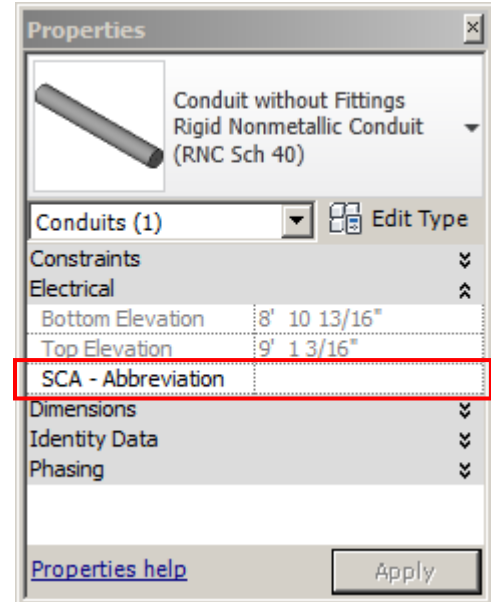 Properties
Conduit without Fittings
Rigid Nonmetallic Conduit
(RNC Sch 40)
Conduits (1)
Edit Type
Constraints
Electrical
Bottom Elevation 8' 10 13/16"
Top Elevation 9' 1 3/16"
SCA - Abbreviation
Dimensions
Identity Data
Phasing
Properties help
Apply